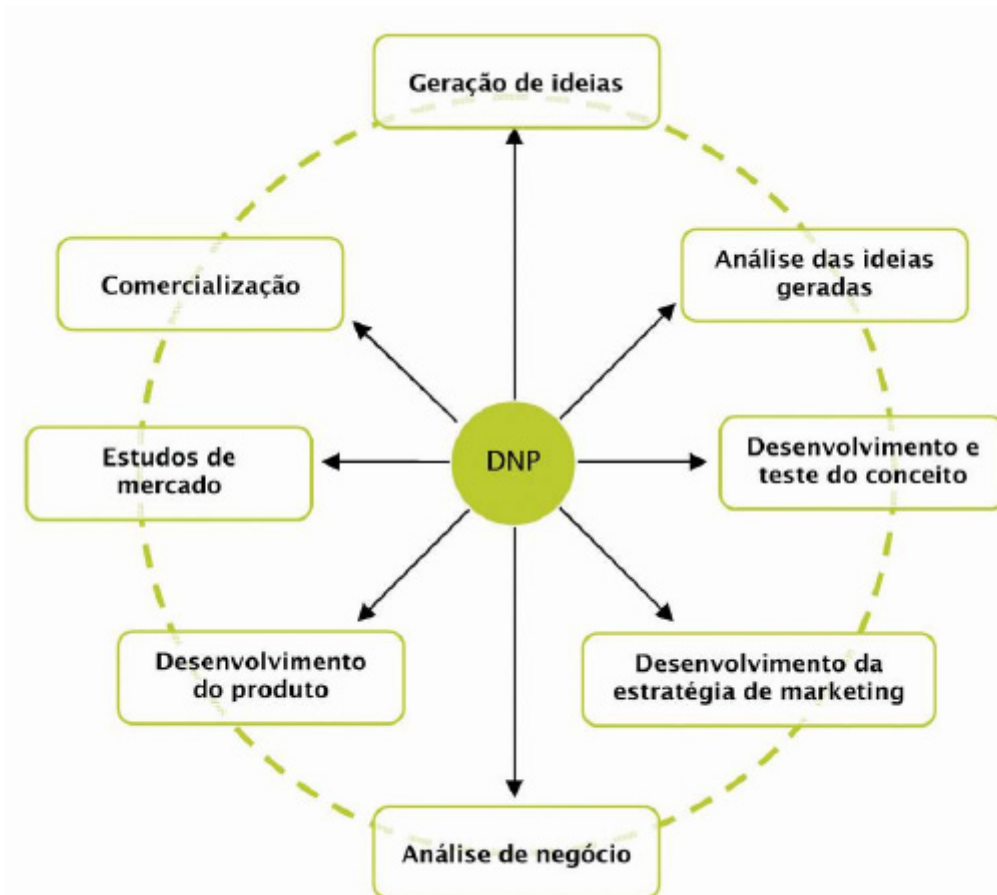 Geração de ideias
Análise das ideias
geradas
Desenvolvimento e
teste do conceito
Desenvolvimento da
estratégia de marketing
Análise de negócio
Desenvolvimento
do produto
Estudos de
mercado
Comercialização
DNP